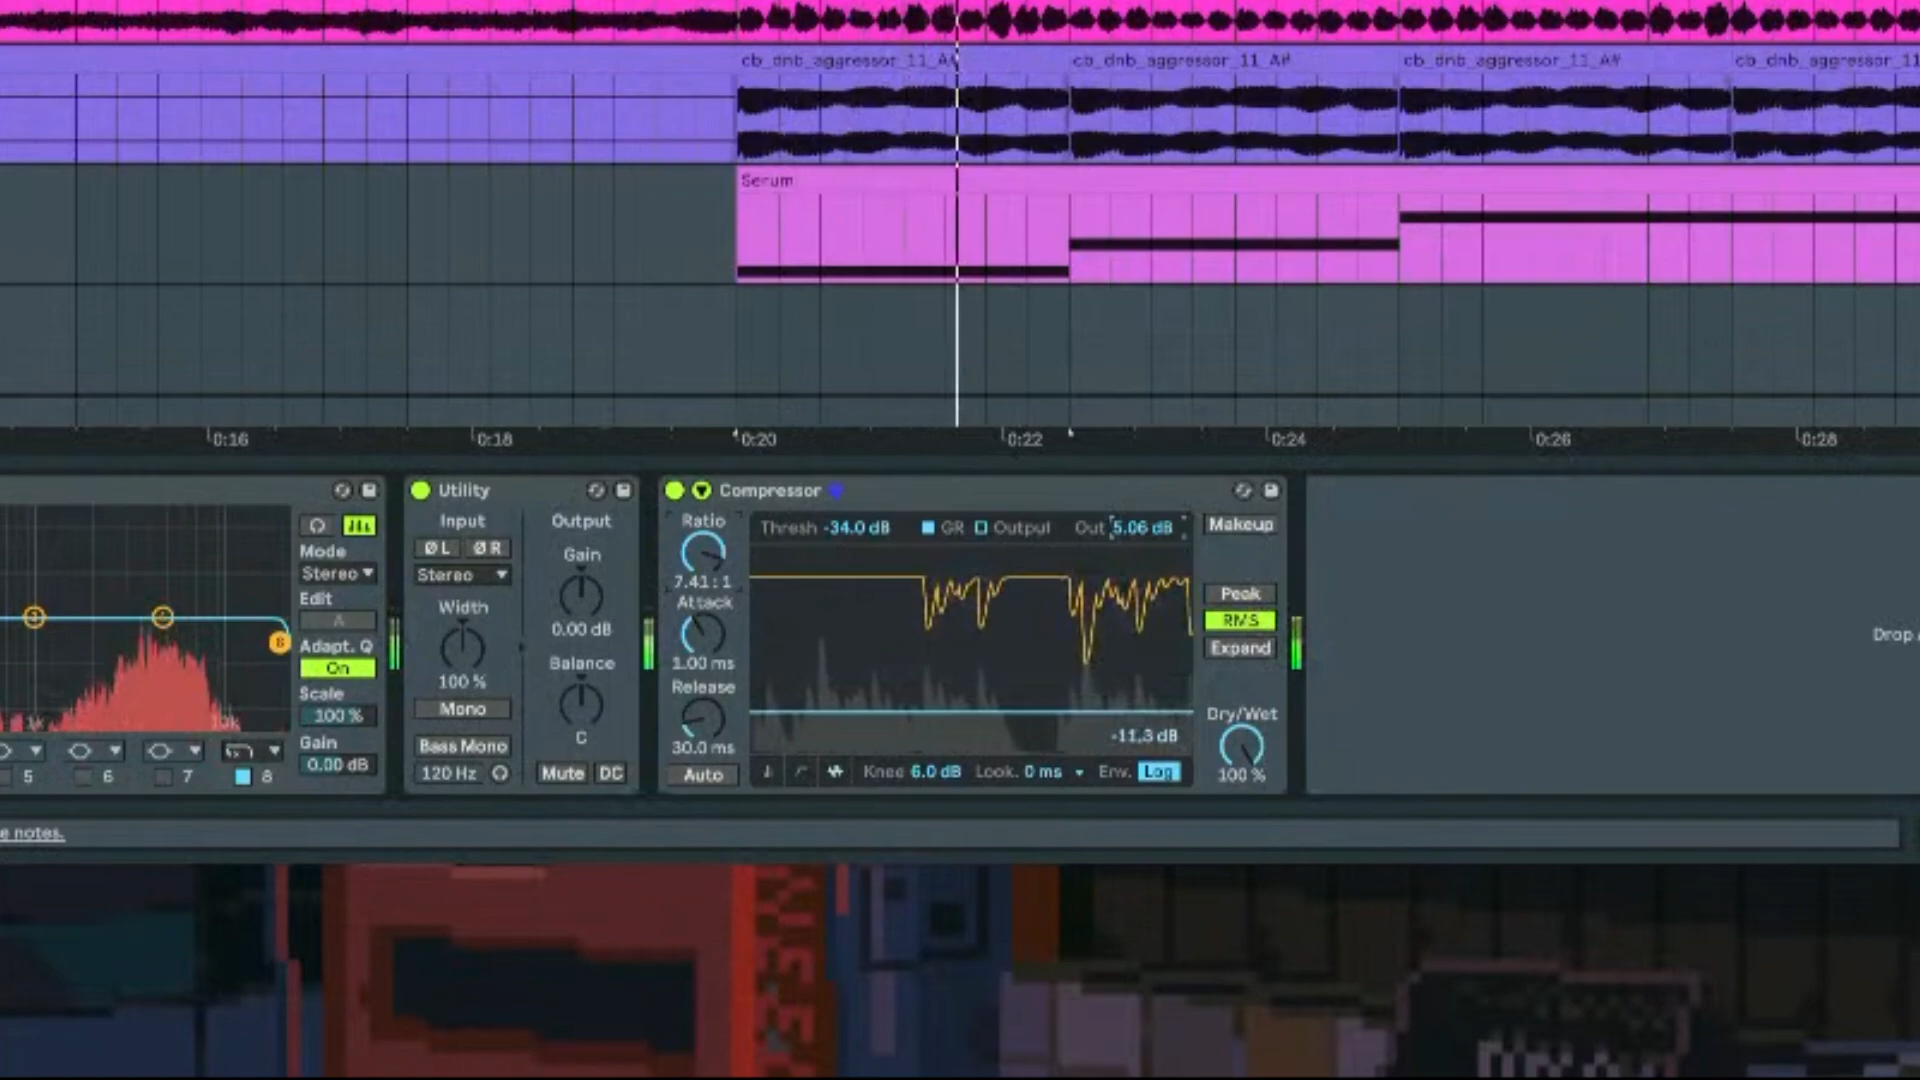 cb_dnb_aggressor_11_A#
cb_dnb_aggressor_11_A#
cb_dnb_aggressor_11_A#
cb_dnb_aggressor_11
Serum
0:16
0:18
0:20
0:22
0:24
0:26
0:28
Mode
Stereo
Edit
A
Adapt. Q
On
Scale
100 %
Gain
0.00 dB
1k
10k
8
5
6
7
8
Utility
Input
Ø L
Ø R
Stereo
Width
100 %
Mono
Bass Mono
120 Hz
Output
Gain
0.00 dB
Balance
C
Mute
DC
Compressor
Ratio
7.41 : 1
Attack
1.00 ms
Release
30.0 ms
Auto
Thresh -34.0 dB
GR
Output
Out 5.06 dB
-11,3 dB
Knee 6.0 dB
Look. 0 ms
Env. Log
Makeup
Peak
RMS
Expand
Dry/Wet
100 %
Drop
e notes.